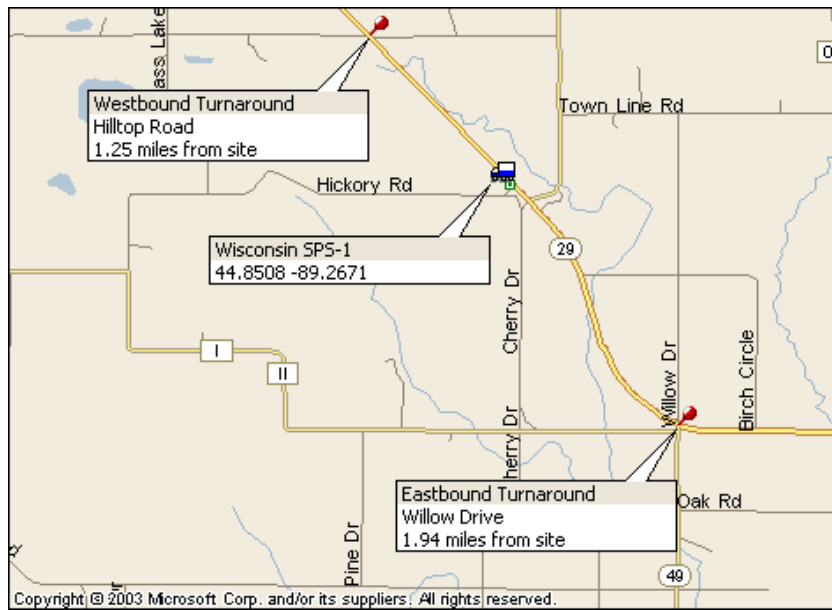 ass Lake
O
Westbound Turnaround
Hilltop Road
1.25 miles from site
Town Line Rd
Hickory Rd
Wisconsin SPS-1
44.8508 -89.2671
29
Cherry Dr
I
II
Willow Dr
Birch Circle
herry Dr
Eastbound Turnaround
Willow Drive
1.94 miles from site
Oak Rd
Pine Dr
49
Copyright © 2003 Microsoft Corp. and/or its suppliers. All rights reserved.